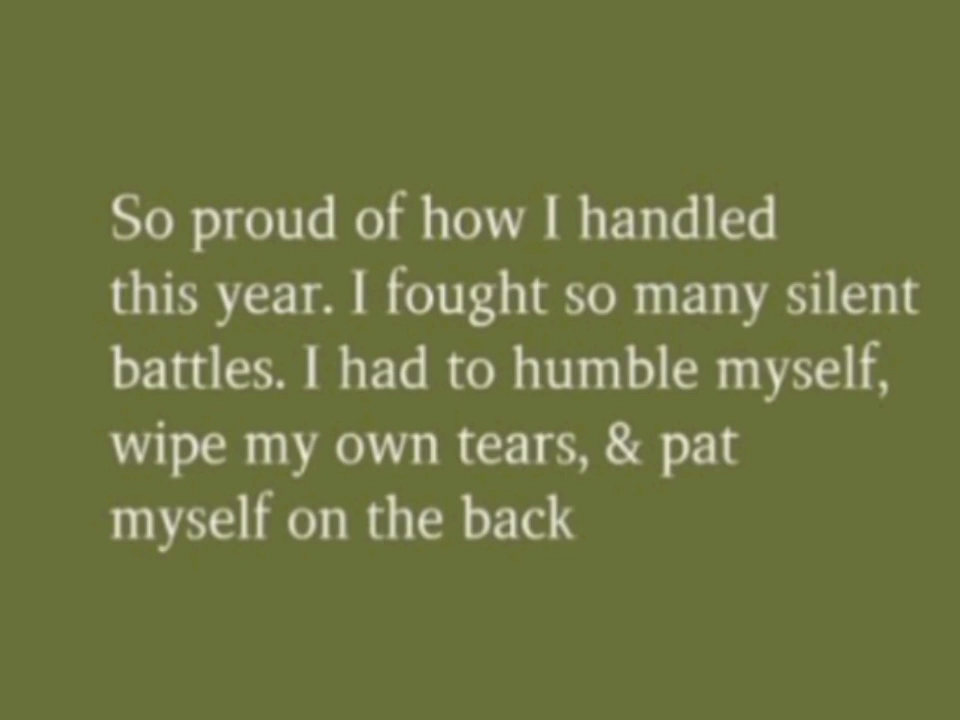 So proud of how I handled
this year. I fought so many silent
battles. I had to humble myself,
wipe my own tears, & pat
myself on the back